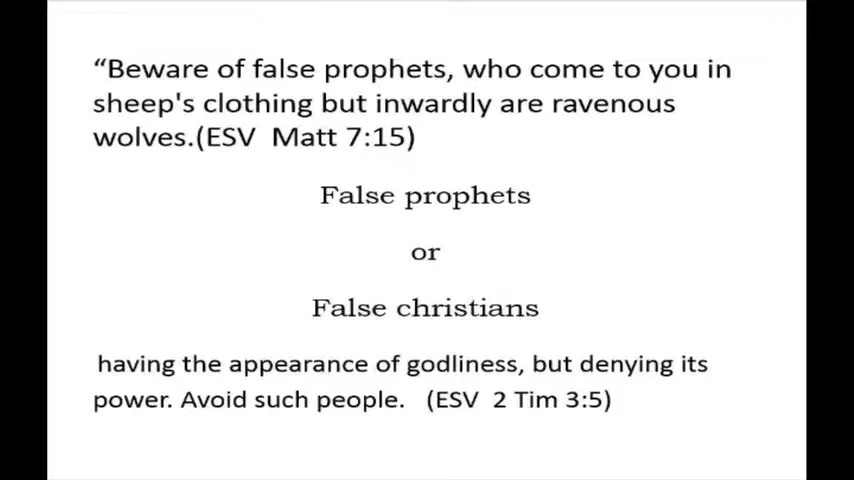 “Beware of false prophets, who come to you in
sheep's clothing but inwardly are ravenous
wolves.(ESV  Matt 7:15)
False prophets
or
False christians
having the appearance of godliness, but denying its
power. Avoid such people.   (ESV  2 Tim 3:5)